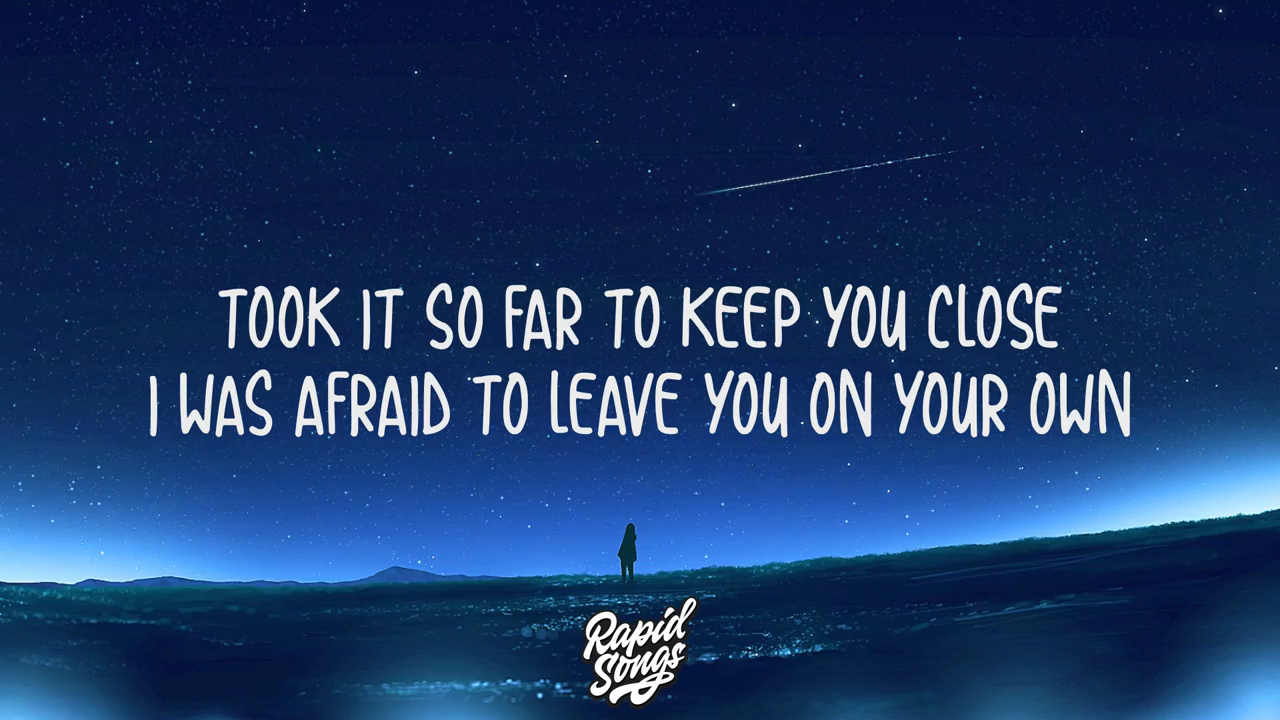 TOOK IT SO FAR TO KEEP YOU CLOSE
I WAS AFRAID TO LEAVE YOU ON YOUR OWN
Rapid
Songs